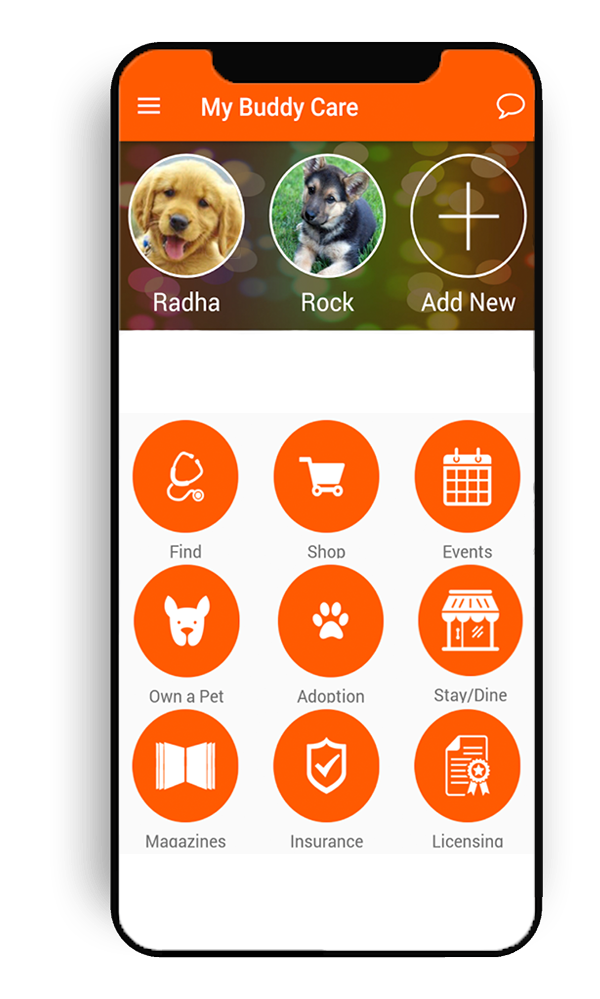 My Buddy Care
Radha Rock Add New
Find Shop Events
Own a Pet Adoption Stay/Dine
Magazines Insurance Licensing